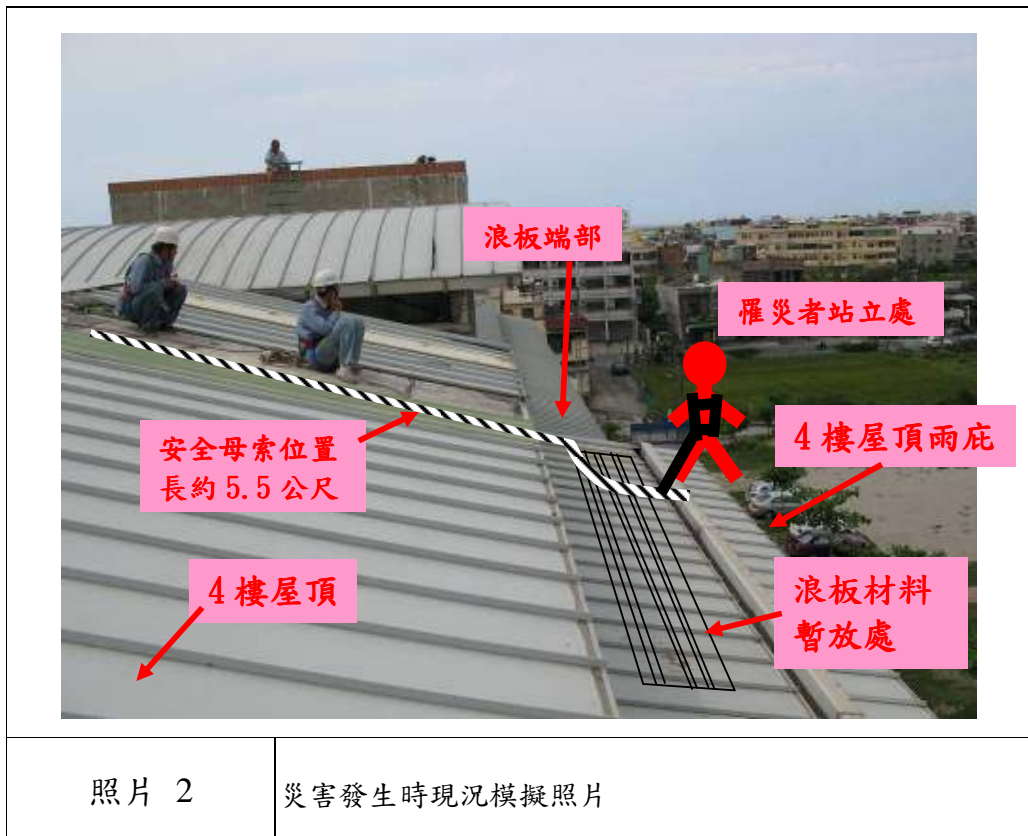 浪板端部
罹災者站立處
安全母索位置
長約 5.5 公尺
4 樓屋頂雨庇
4 樓屋頂
浪板材料
暫放處
照片 2
災害發生時現況模擬照片